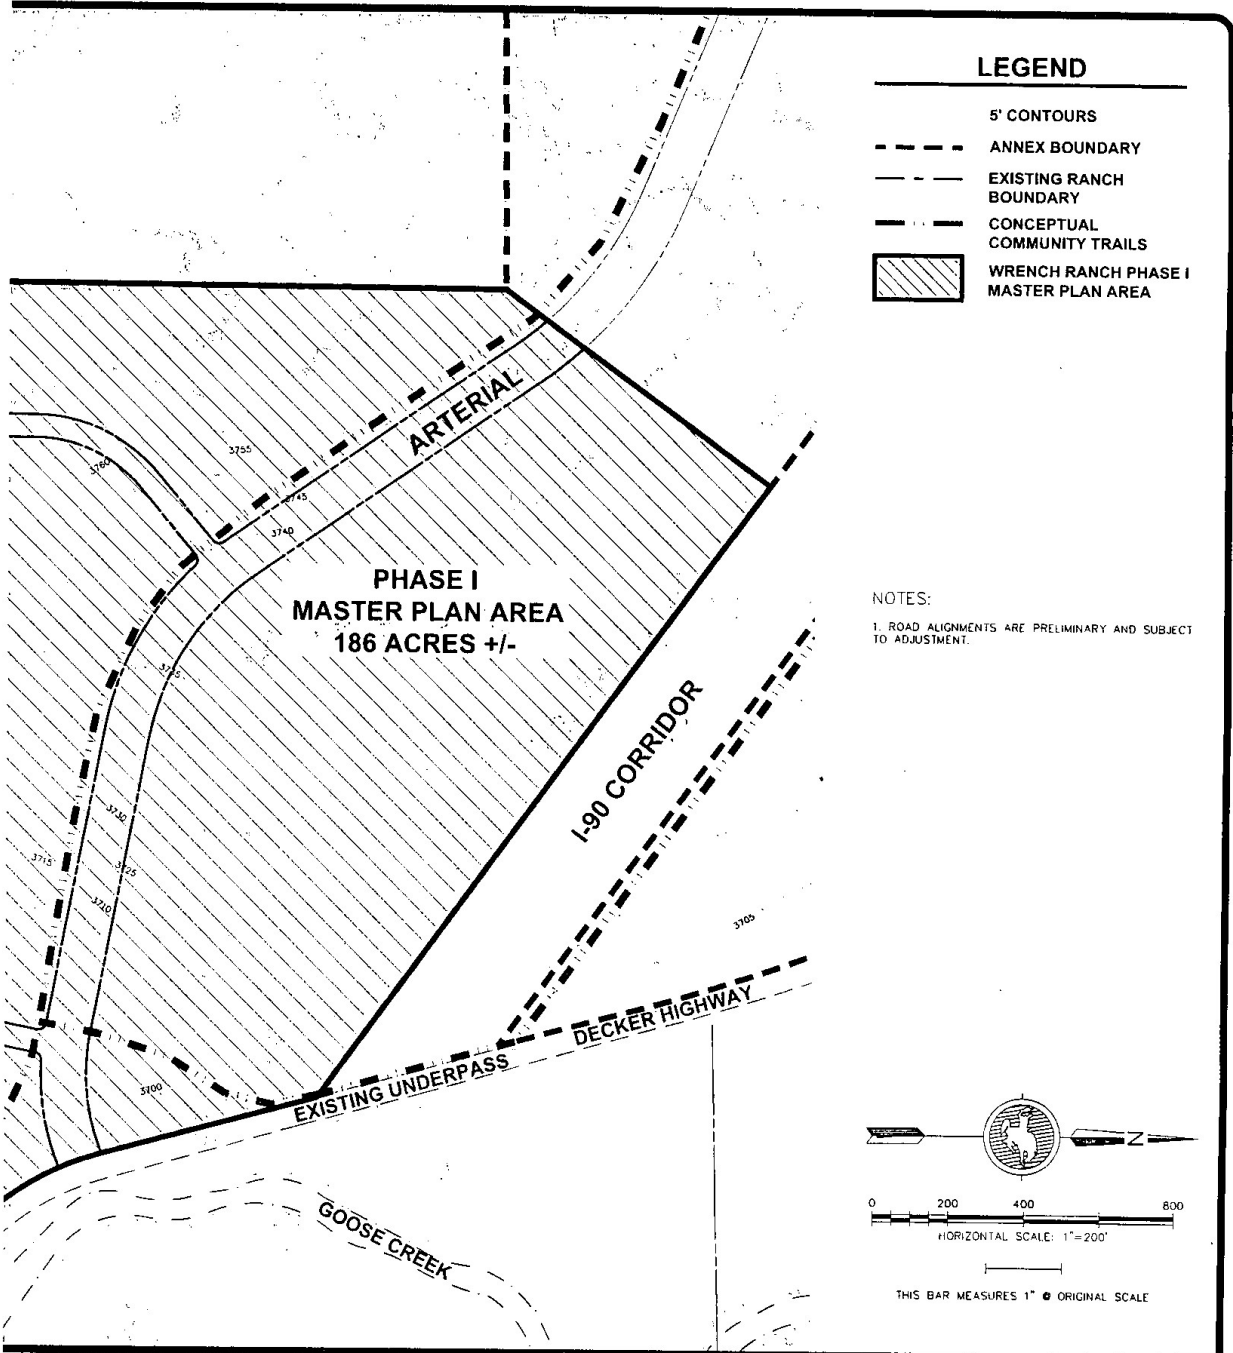 LEGEND
5' CONTOURS
ANNEX BOUNDARY
EXISTING RANCH
BOUNDARY
CONCEPTUAL
COMMUNITY TRAILS
WRENCH RANCH PHASE I
MASTER PLAN AREA
ARTERIAL
3755
3760
3745
3740
PHASE I
MASTER PLAN AREA
186 ACRES +/-
NOTES:
1. ROAD ALIGNMENTS ARE PRELIMINARY AND SUBJECT
TO ADJUSTMENT.
I-90 CORRIDOR
3730
3715
3725
3710
3705
DECKER HIGHWAY
EXISTING UNDERPASS
3700
GOOSE CREEK
N
0 200 400 800
HORIZONTAL SCALE: 1"=200'
THIS BAR MEASURES 1" @ ORIGINAL SCALE